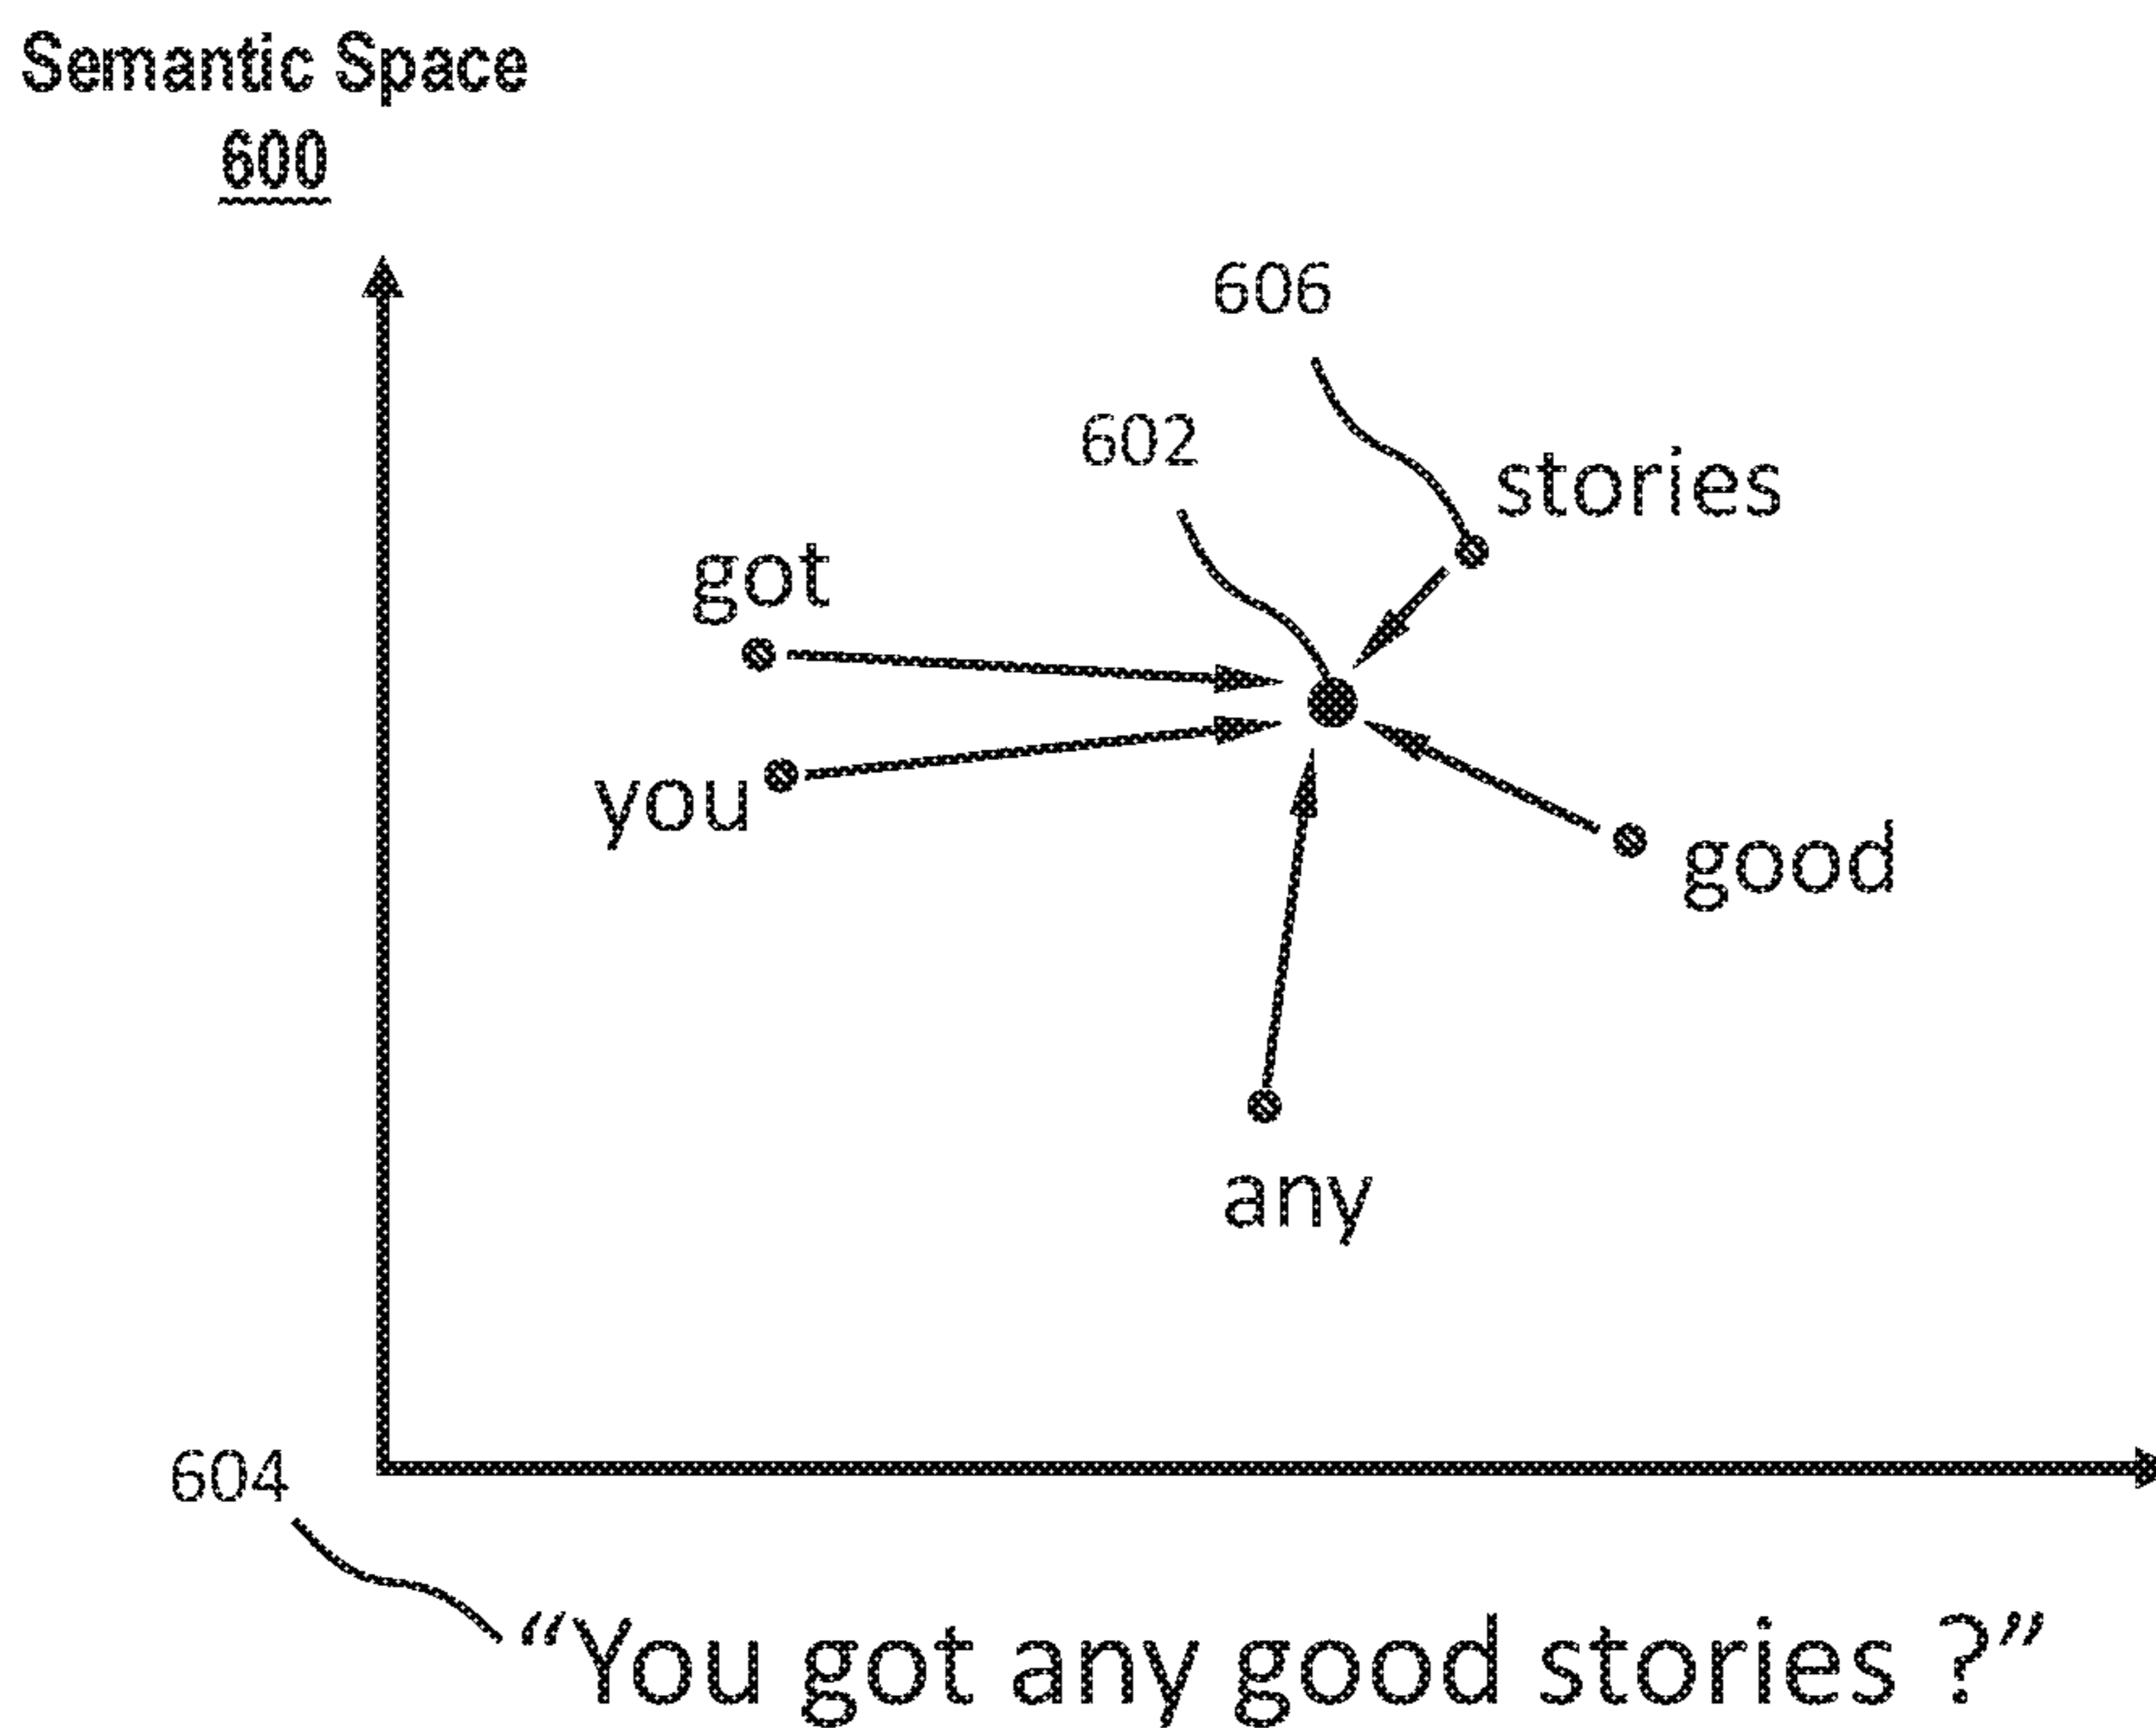 Semantic Space
600
606
602
stories
got
you
good
any
604
“You got any good stories ?”